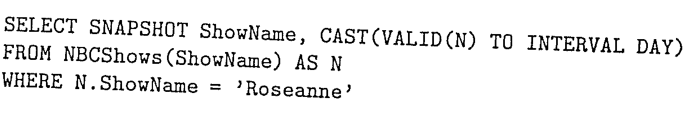 SELECT SNAPSHOT ShowName, CAST(VALID(N) TO INTERVAL DAY)
FROM NBCShows(ShowName) AS N
WHERE N.ShowName = 'Roseanne'